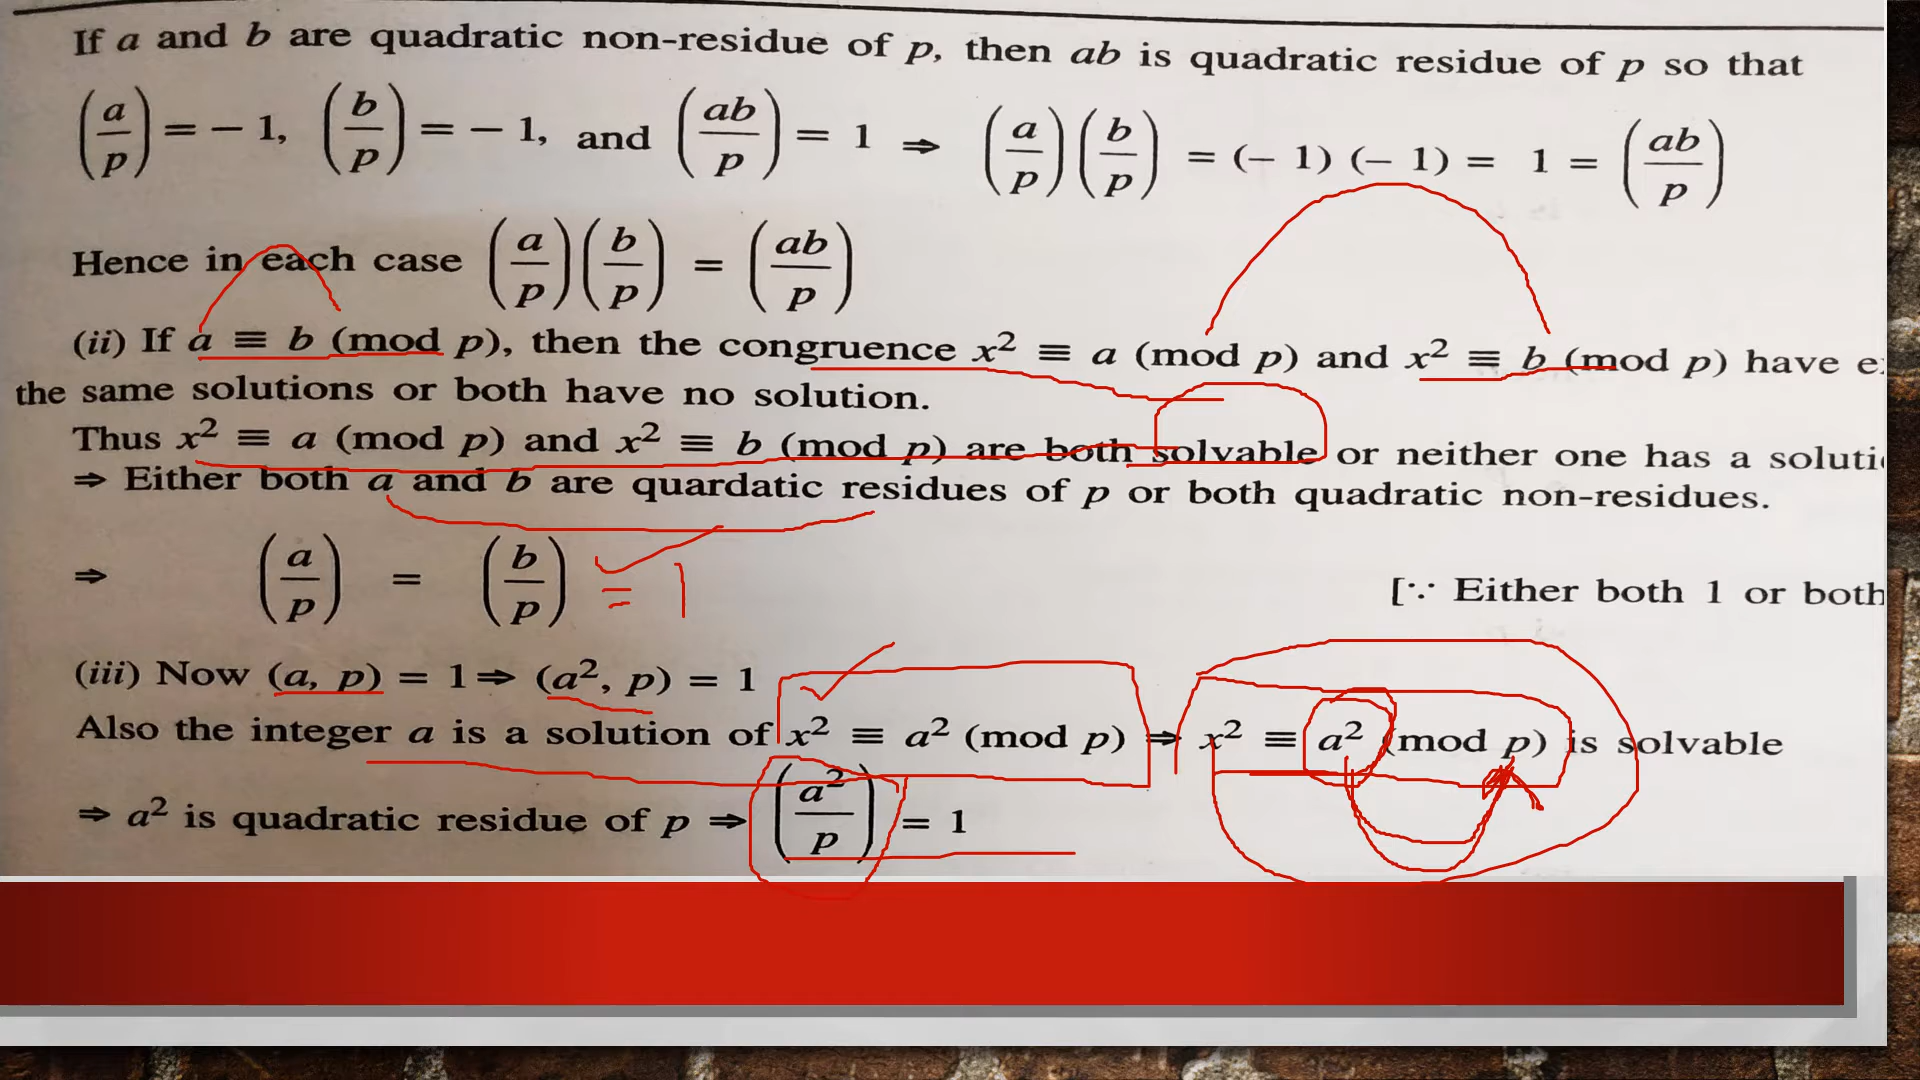 If a and b are quadratic non-residue of p, then ab is quadratic residue of p so that
(a/p) = − 1, (b/p) = − 1, and (ab/p) = 1 ⇒ (a/p)(b/p) = (− 1) (− 1) = 1 = (ab/p)
Hence in each case (a/p)(b/p) = (ab/p)
(ii) If a ≡ b (mod p), then the congruence x² ≡ a (mod p) and x² ≡ b (mod p) have
the same solutions or both have no solution.
Thus x² ≡ a (mod p) and x² ≡ b (mod p) are both solvable or neither one has a soluti
⇒ Either both a and b are quardatic residues of p or both quadratic non-residues.
⇒ (a/p) = (b/p) = 1
[∵ Either both 1 or both
(iii) Now (a, p) = 1 ⇒ (a², p) = 1
Also the integer a is a solution of x² ≡ a² (mod p) ⇒ x² ≡ a² (mod p) is solvable
⇒ a² is quadratic residue of p ⇒ (a²/p) = 1